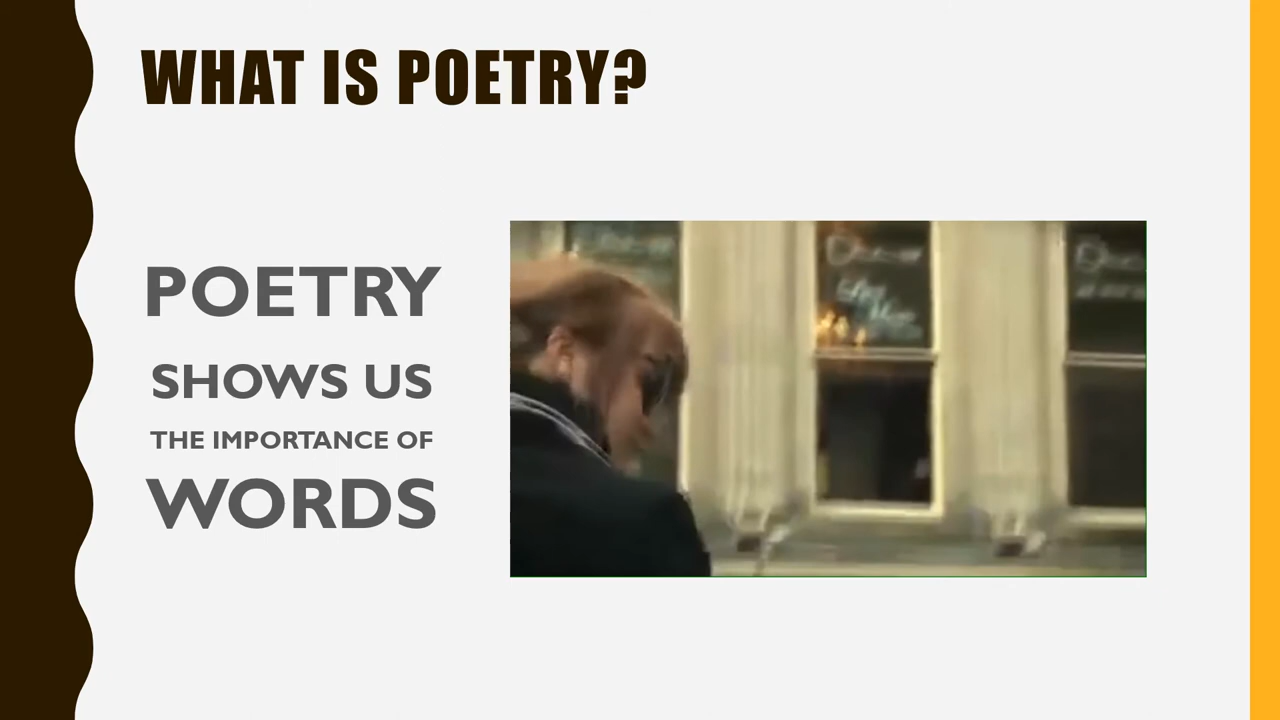 WHAT IS POETRY?
POETRY
SHOWS US
THE IMPORTANCE OF
WORDS